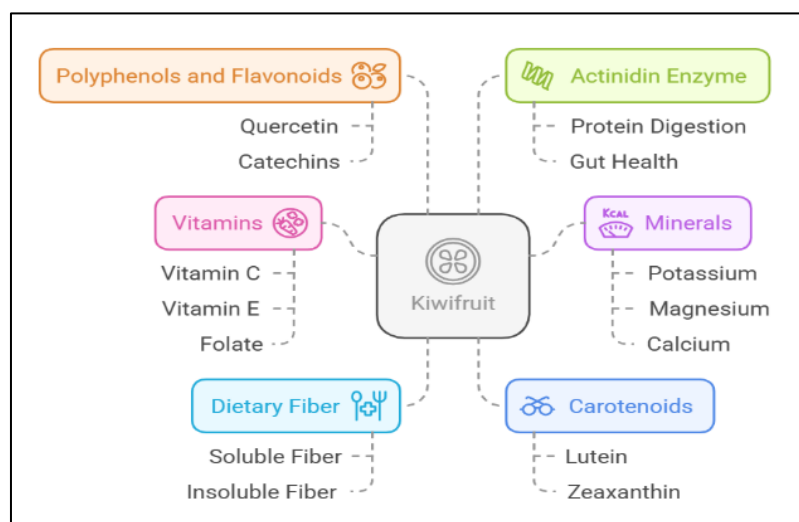 Polyphenols and Flavonoids
Quercetin
Catechins
Actinidin Enzyme
Protein Digestion
Gut Health
Vitamins
Vitamin C
Vitamin E
Folate
KCAL
Minerals
Potassium
Magnesium
Calcium
Kiwifruit
Dietary Fiber
Soluble Fiber
Insoluble Fiber
Carotenoids
Lutein
Zeaxanthin